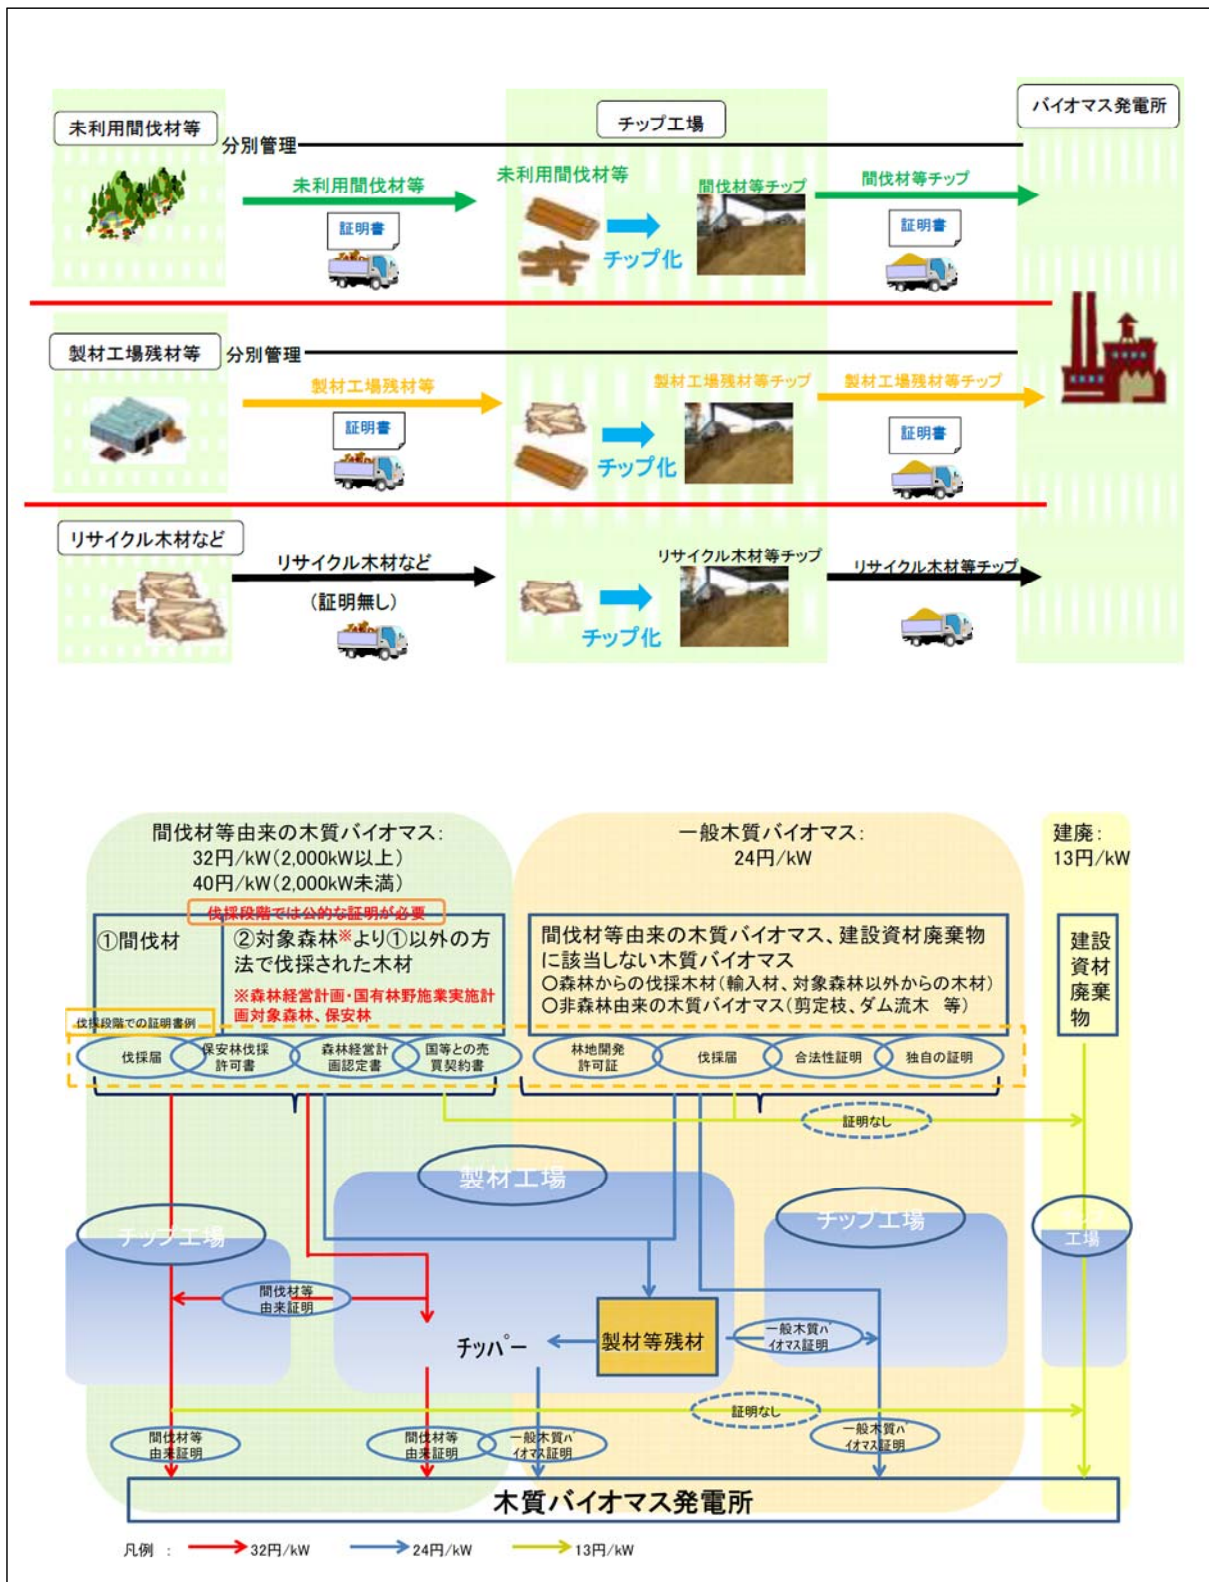 未利用間伐材等
チップ工場
バイオマス発電所
分別管理
未利用間伐材等
未利用間伐材等
間伐材等チップ
間伐材等チップ
証明書
チップ化
証明書
製材工場残材等
分別管理
製材工場残材等
製材工場残材等チップ
製材工場残材等チップ
証明書
チップ化
証明書
リサイクル木材など
リサイクル木材など
(証明無し)
リサイクル木材等チップ
リサイクル木材等チップ
チップ化
間伐材等由来の木質バイオマス:
32円/kW(2,000kW以上)
40円/kW(2,000kW未満)
一般木質バイオマス:
24円/kW
建廃:
13円/kW
伐採段階では公的な証明が必要
①間伐材
②対象森林※より①以外の方
法で伐採された木材
※森林経営計画・国有林野施業実施計
画対象森林、保安林
間伐材等由来の木質バイオマス、建設資材廃棄物
に該当しない木質バイオマス
○森林からの伐採木材(輸入材、対象森林以外からの木材)
○非森林由来の木質バイオマス(剪定枝、ダム流木 等)
建設
資材
廃棄
物
伐採段階での証明書例
伐採届
保安林伐採
許可書
森林経営計
画認定書
国等との売
買契約書
林地開発
許可証
伐採届
合法性証明
独自の証明
証明なし
製材工場
チップ工場
チップ工場
工場
間伐材等
由来証明
チッパー
製材等残材
一般木質バ
イオマス証明
証明なし
間伐材等
由来証明
間伐材等
由来証明
一般木質バ
イオマス証明
一般木質バ
イオマス証明
木質バイオマス発電所
凡例 : 32円/kW 24円/kW 13円/kW